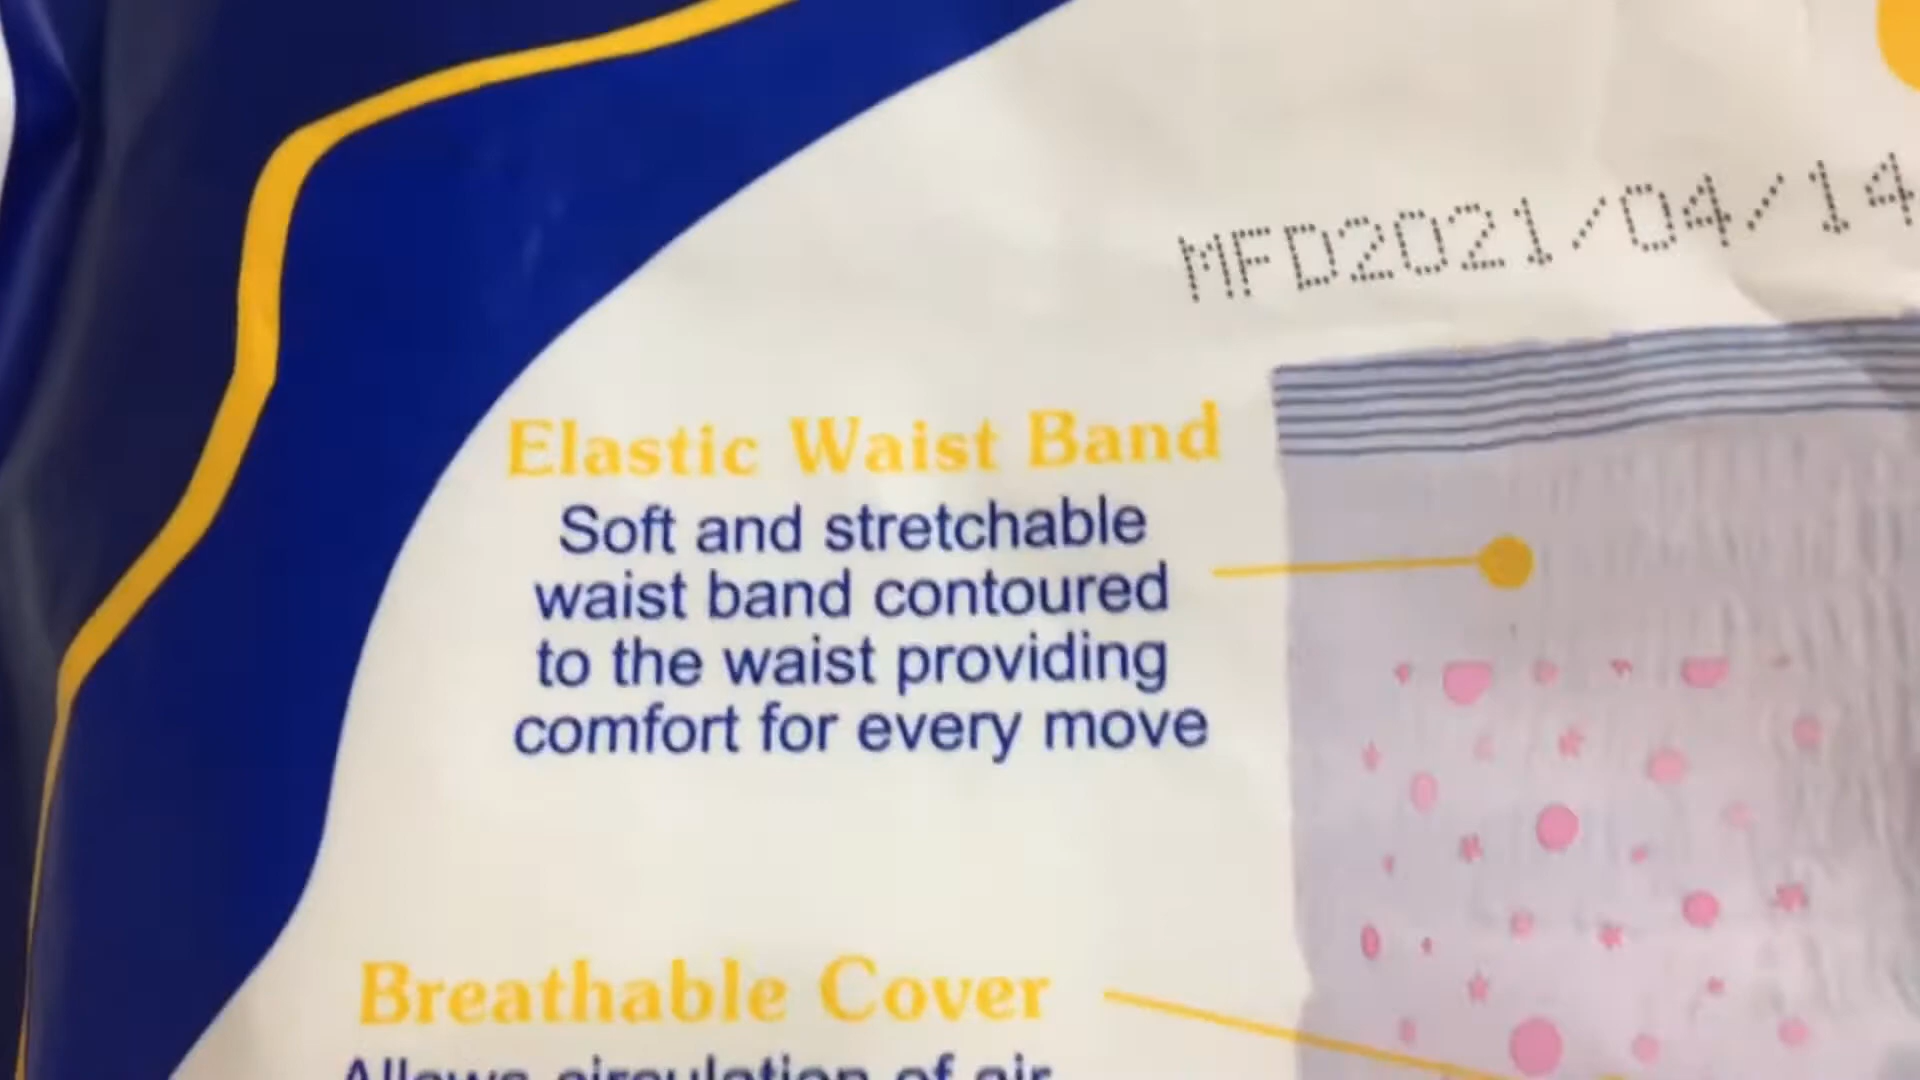 MFD2021/04/14
Elastic Waist Band
Soft and stretchable
waist band contoured
to the waist providing
comfort for every move
Breathable Cover
Allows circulation of air